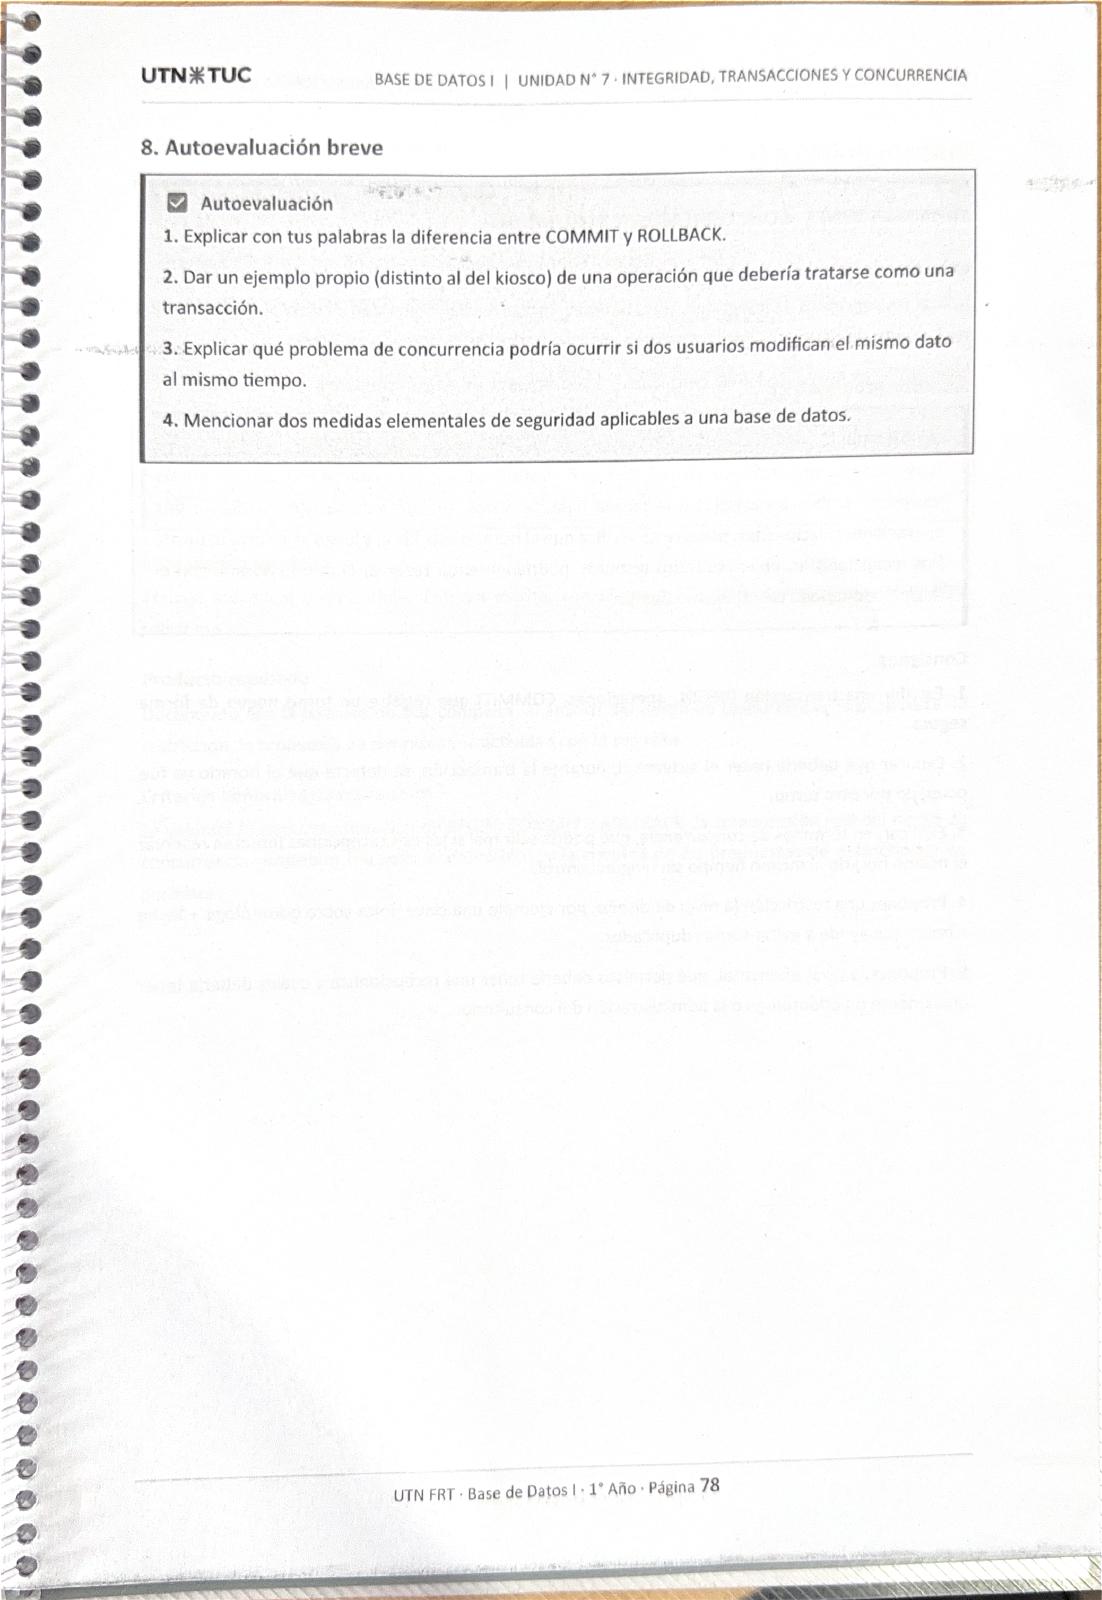 UTN TUC
BASE DE DATOS I | UNIDAD N° 7 · INTEGRIDAD, TRANSACCIONES Y CONCURRENCIA
8. Autoevaluación breve
Autoevaluación
1. Explicar con tus palabras la diferencia entre COMMIT y ROLLBACK.
2. Dar un ejemplo propio (distinto al del kiosco) de una operación que debería tratarse como una
transacción.
3. Explicar qué problema de concurrencia podría ocurrir si dos usuarios modifican el mismo dato
al mismo tiempo.
4. Mencionar dos medidas elementales de seguridad aplicables a una base de datos.
UTN FRT · Base de Datos I · 1° Año · Página 78